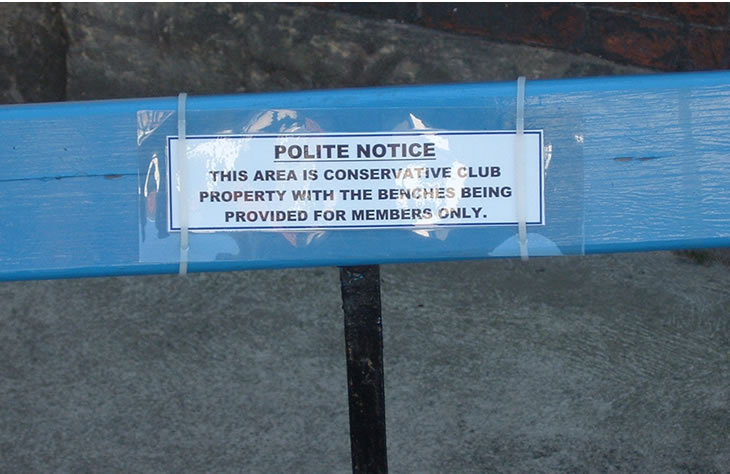 POLITE NOTICE
THIS AREA IS CONSERVATIVE CLUB
PROPERTY WITH THE BENCHES BEING
PROVIDED FOR MEMBERS ONLY.